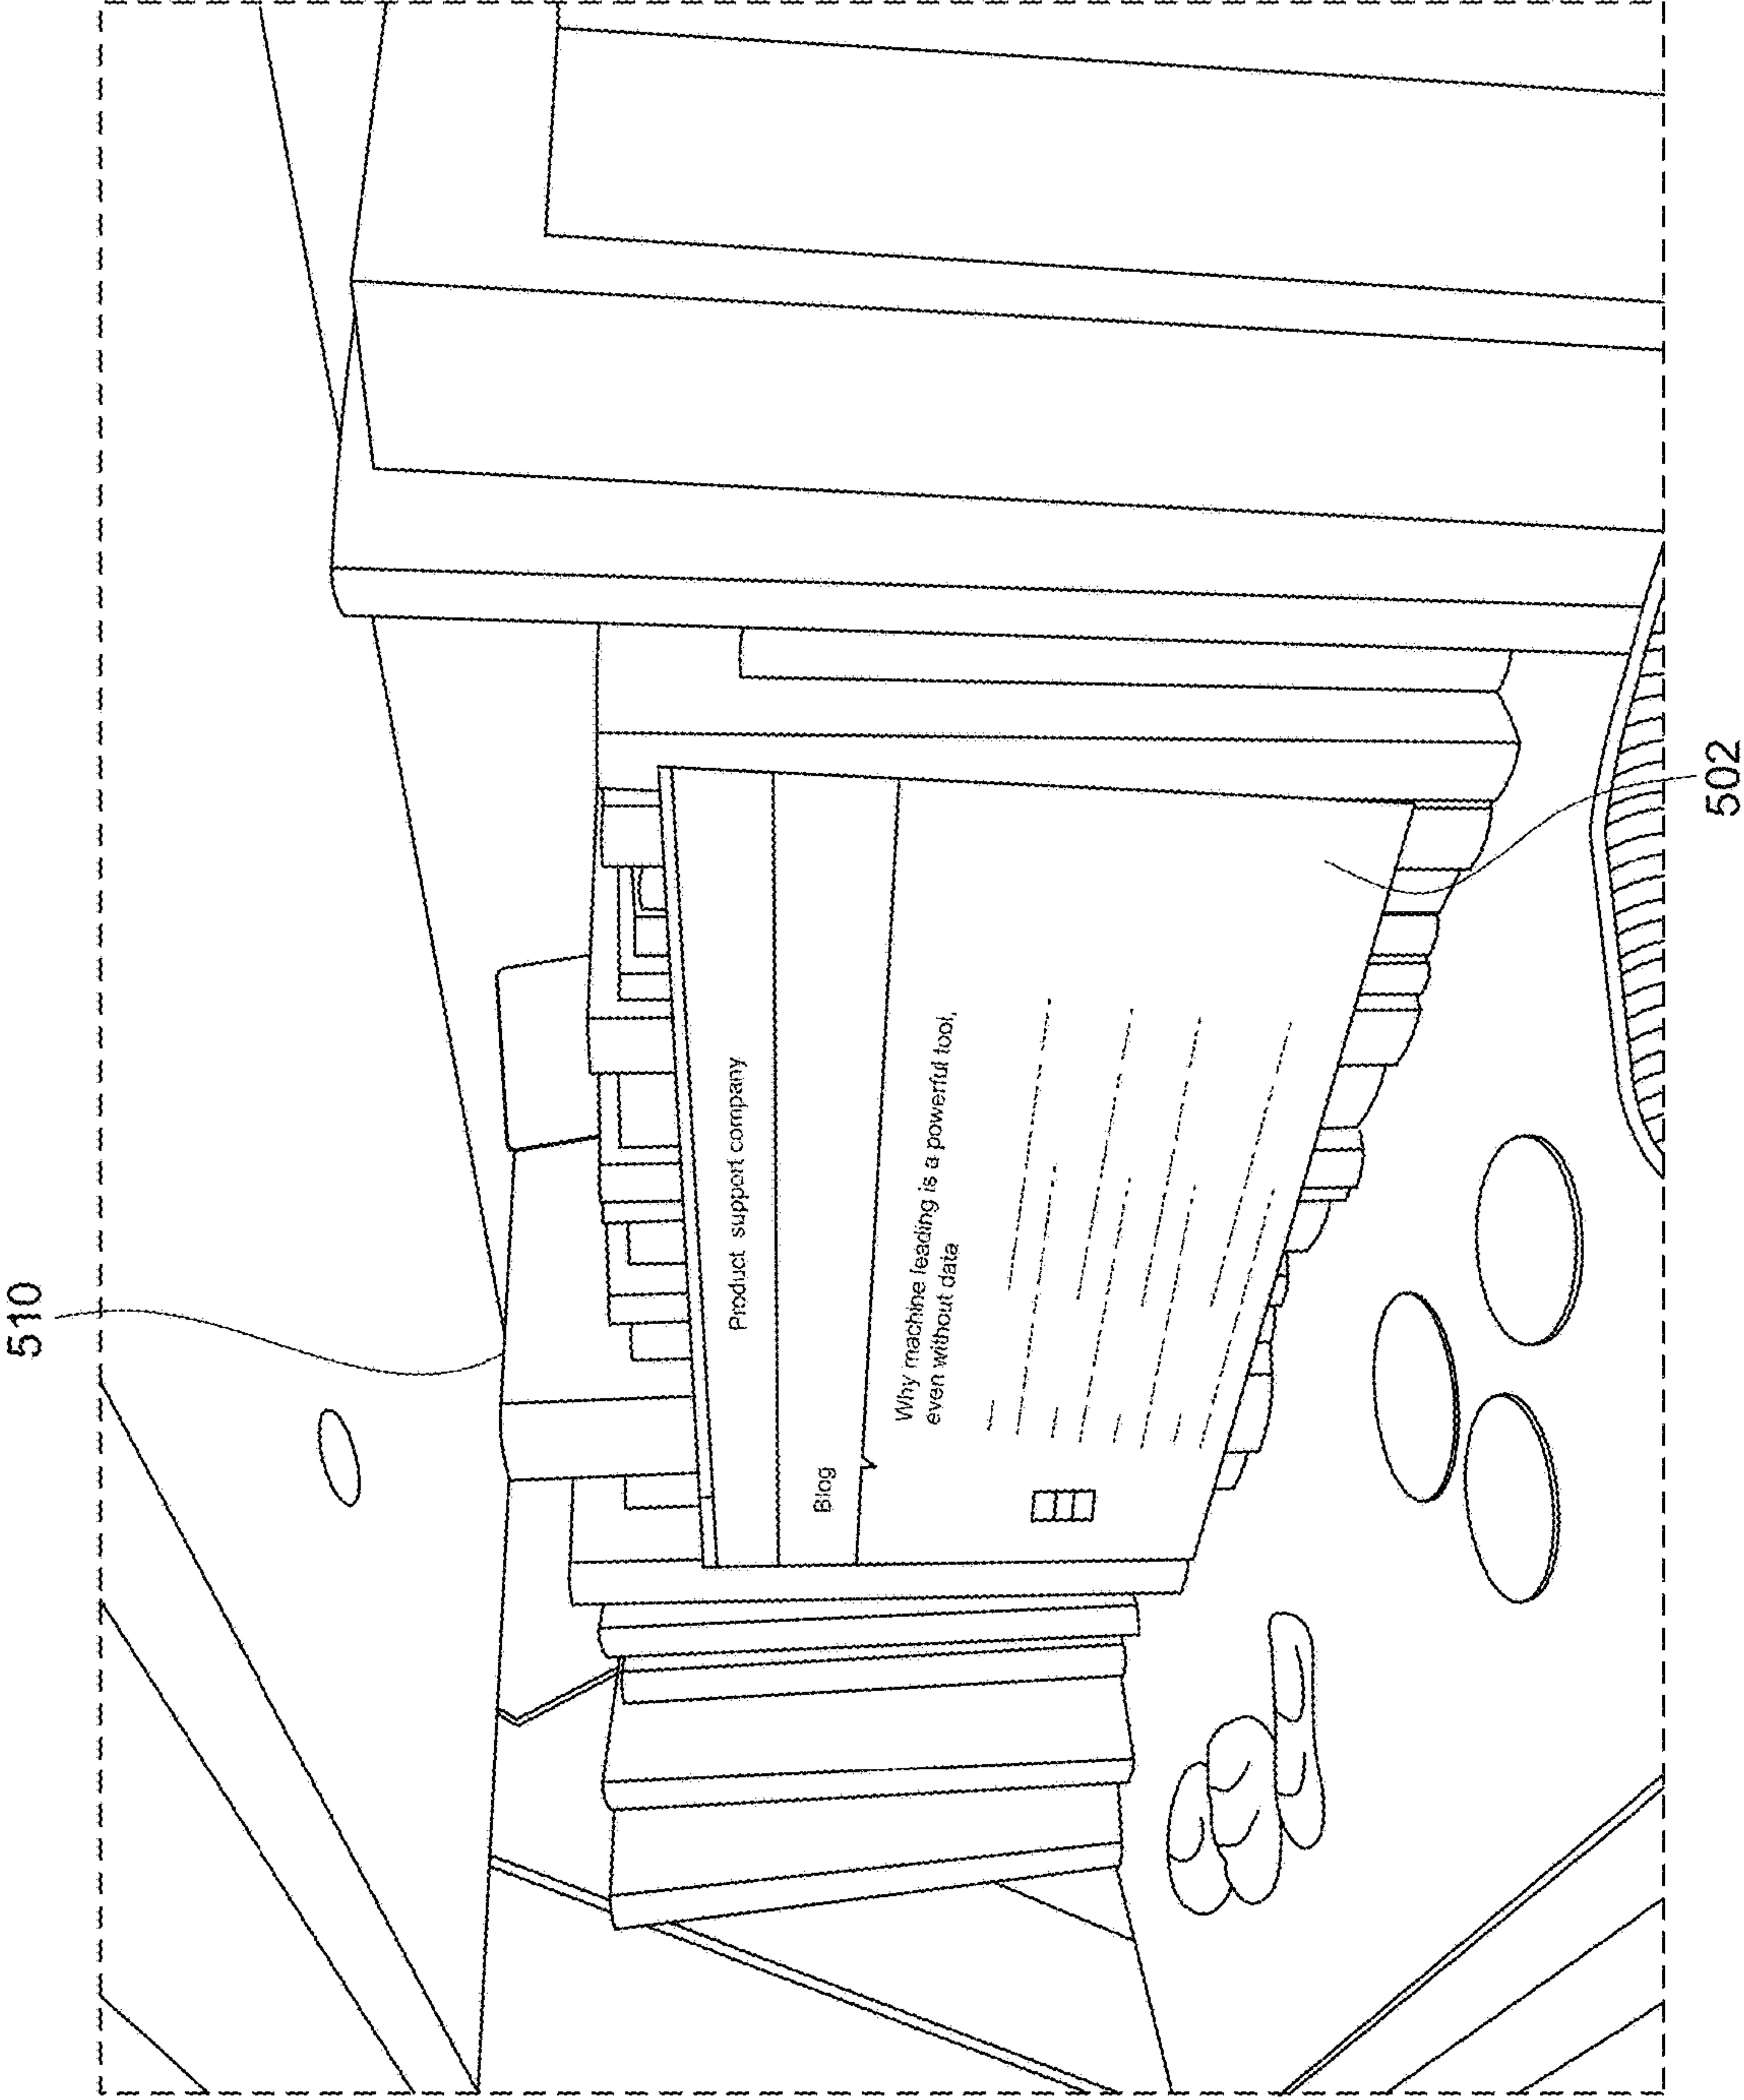 510
Product support company
Blog
Why machine leading is a powerful tool,
even without data
502